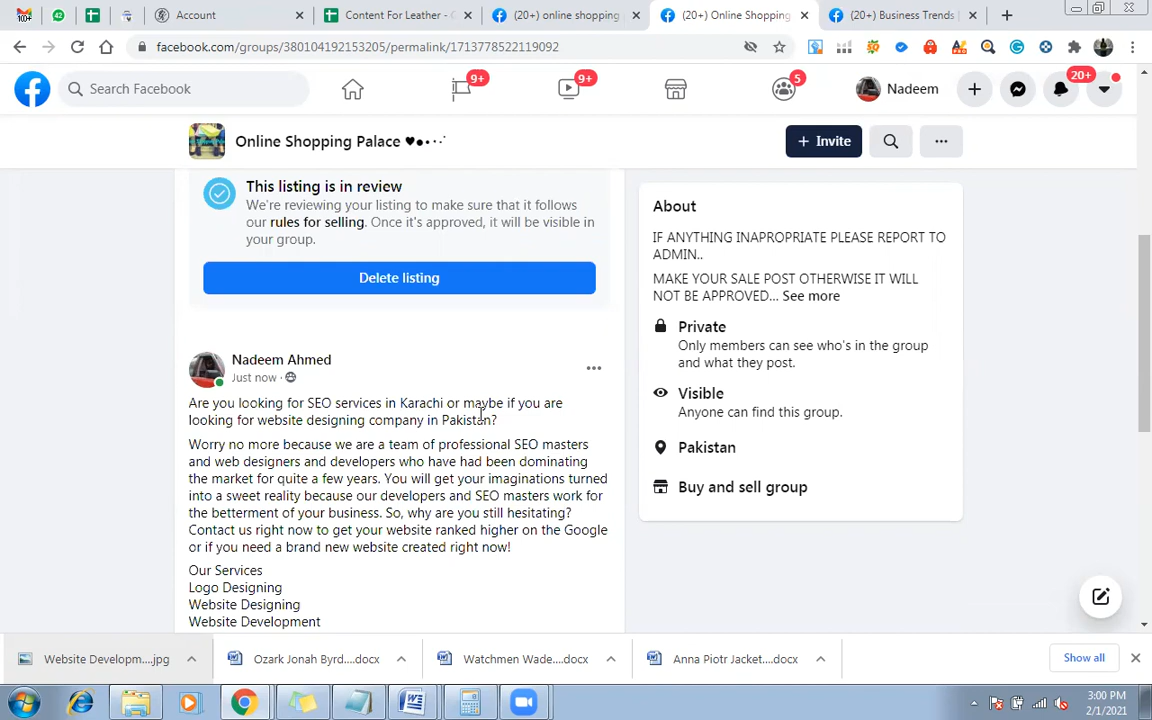 100+
42
Account
Content For Leather - G
(20+) online shopping
(20+) Online Shopping
(20+) Business Trends |
facebook.com/groups/380104192153205/permalink/1713778522119092
Search Facebook
9+
9+
5
Nadeem
20+
Online Shopping Palace ♥●•··˙
+ Invite
This listing is in review
We're reviewing your listing to make sure that it follows
our rules for selling. Once it's approved, it will be visible in
your group.
Delete listing
Nadeem Ahmed
Just now ·
Are you looking for SEO services in Karachi or maybe if you are
looking for website designing company in Pakistan?
Worry no more because we are a team of professional SEO masters
and web designers and developers who have had been dominating
the market for quite a few years. You will get your imaginations turned
into a sweet reality because our developers and SEO masters work for
the betterment of your business. So, why are you still hesitating?
Contact us right now to get your website ranked higher on the Google
or if you need a brand new website created right now!
Our Services
Logo Designing
Website Designing
Website Development
About
IF ANYTHING INAPROPRIATE PLEASE REPORT TO
ADMIN..
MAKE YOUR SALE POST OTHERWISE IT WILL
NOT BE APPROVED... See more
Private
Only members can see who's in the group
and what they post.
Visible
Anyone can find this group.
Pakistan
Buy and sell group
Website Developm....jpg
Ozark Jonah Byrd....docx
Watchmen Wade....docx
Anna Piotr Jacket....docx
Show all
3:00 PM
2/1/2021